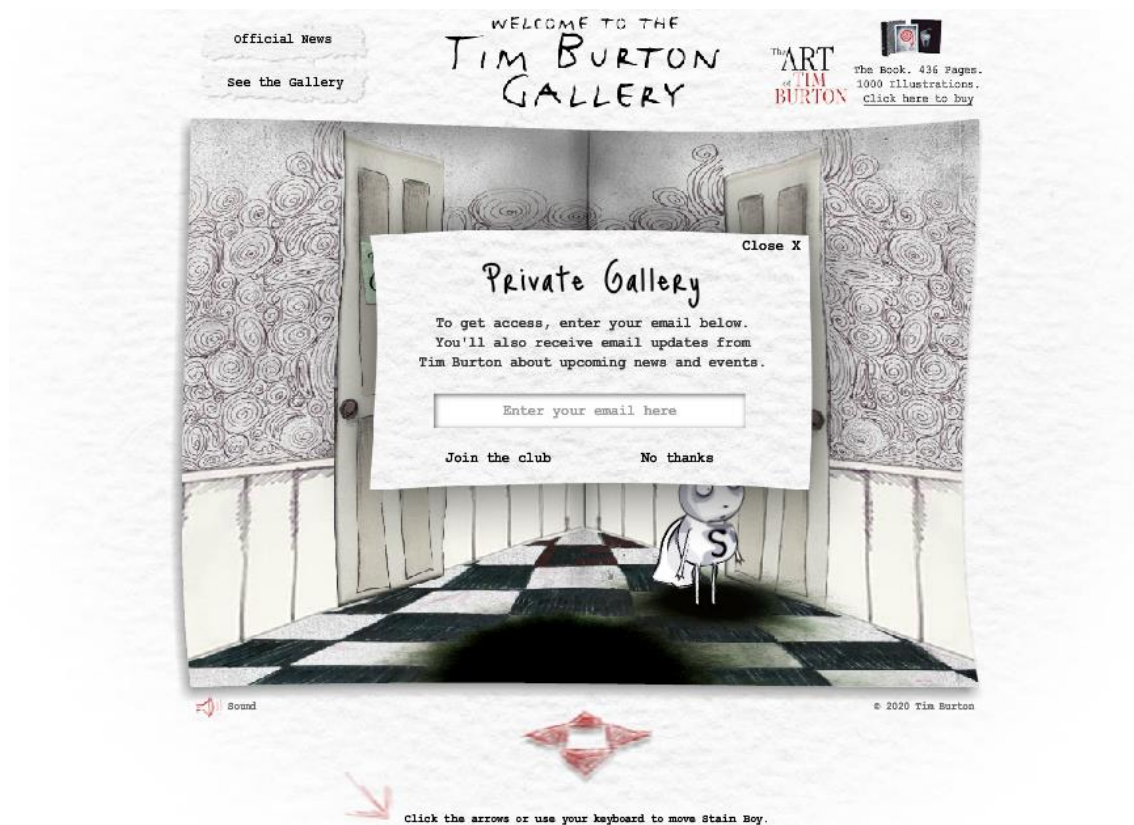 Official News
See the Gallery
WELCOME TO THE
TIM BURTON
GALLERY
The ART
of TIM
BURTON
The Book. 436 Pages.
1000 Illustrations.
Click here to buy
Close X
Private Gallery
To get access, enter your email below.
You'll also receive email updates from
Tim Burton about upcoming news and events.
Enter your email here
Join the club
No thanks
S
Sound
© 2020 Tim Burton
Click the arrows or use your keyboard to move Stain Boy.